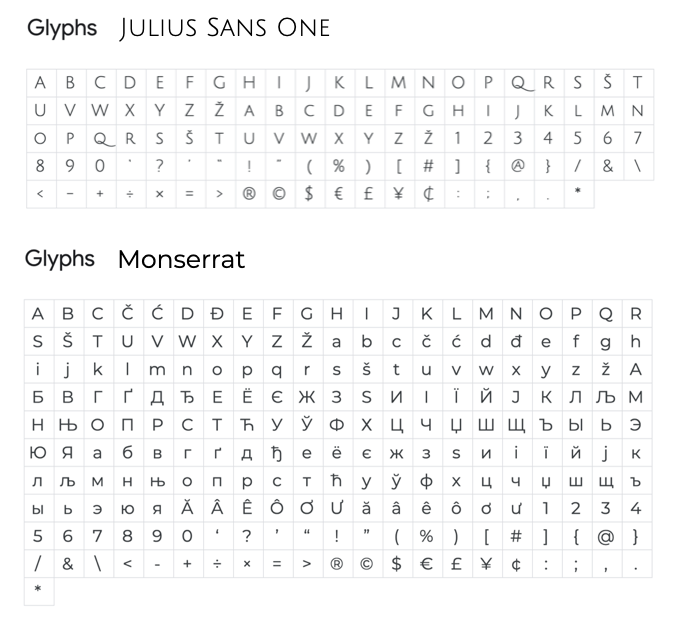 Glyphs JULIUS SANS ONE
A B C D E F G H I J K L M N O P Q R S Š T
U V W X Y Z Ž A B C D E F G H I J K L M N
O P Q R S Š T U V W X Y Z Ž 1 2 3 4 5 6 7
8 9 0 ‘ ? ’ “ ! ” ( % ) [ # ] { @ } / & \
< - + ÷ × = > ® © $ € £ ¥ ¢ : ; , . *
Glyphs Monserrat
A B C Č Ć D Đ E F G H I J K L M N O P Q R
S Š T U V W X Y Z Ž a b c č ć d đ e f g h
i j k l m n o p q r s š t u v w x y z ž А
Б В Г Ґ Д Ђ Е Ё Є Ж З Ѕ И І Ї Й Ј К Л Љ М
Н Њ О П Р С Т Ћ У Ў Ф Х Ц Ч Џ Ш Щ Ъ Ы Ь Э
Ю Я а б в г ґ д ђ е ё є ж з ѕ и і ї й ј к
л љ м н њ о п р с т ћ у ў ф х ц ч џ ш щ ъ
ы ь э ю я Ă Â Ê Ô Ơ Ư ă â ê ô ơ ư 1 2 3 4
5 6 7 8 9 0 ‘ ? ’ “ ! ” ( % ) [ # ] { @ }
/ & \ < - + ÷ × = > ® © $ € £ ¥ ¢ : ; , .
*